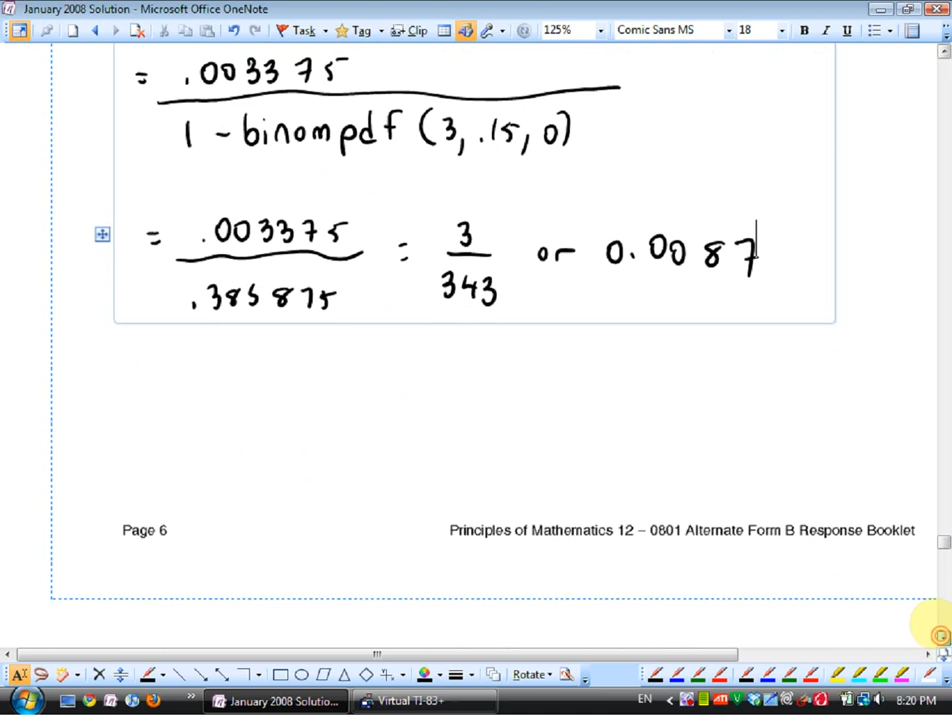 January 2008 Solution - Microsoft Office OneNote
Task Tag Clip 125% Comic Sans MS 18 B I U
= .003375
1 - binompdf (3, .15, 0)
= .003375 = 3 or 0.0087
.385875 343
Page 6 Principles of Mathematics 12 – 0801 Alternate Form B Response Booklet
A Rotate
January 2008 Solutio... Virtual TI-83+ EN 8:20 PM